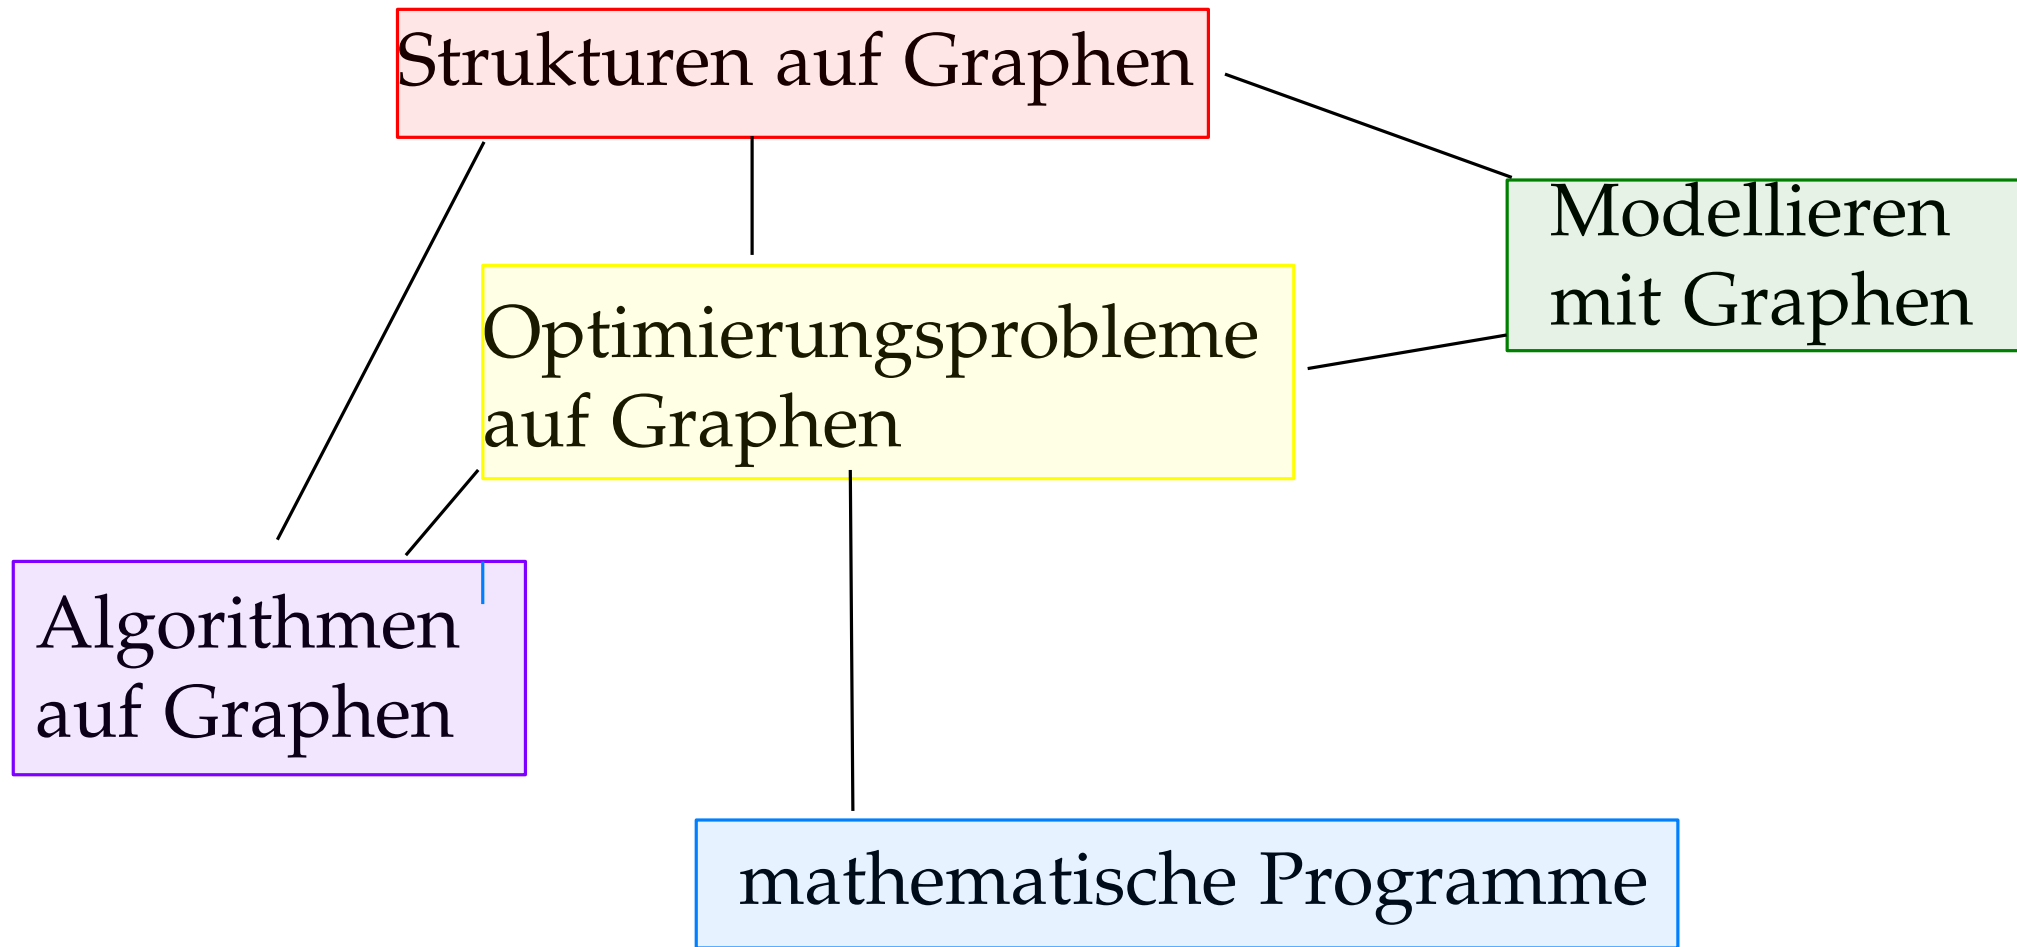 Strukturen auf Graphen
Modellieren
mit Graphen
Optimierungsprobleme
auf Graphen
Algorithmen
auf Graphen
mathematische Programme